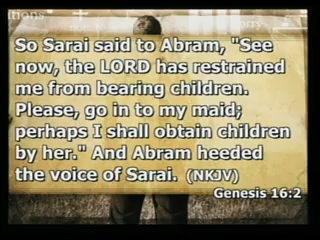 itions
So Sarai said to Abram, "See
now, the LORD has restrained
me from bearing children.
Please, go in to my maid;
perhaps I shall obtain children
by her." And Abram heeded
the voice of Sarai. (NKJV)
Genesis 16:2